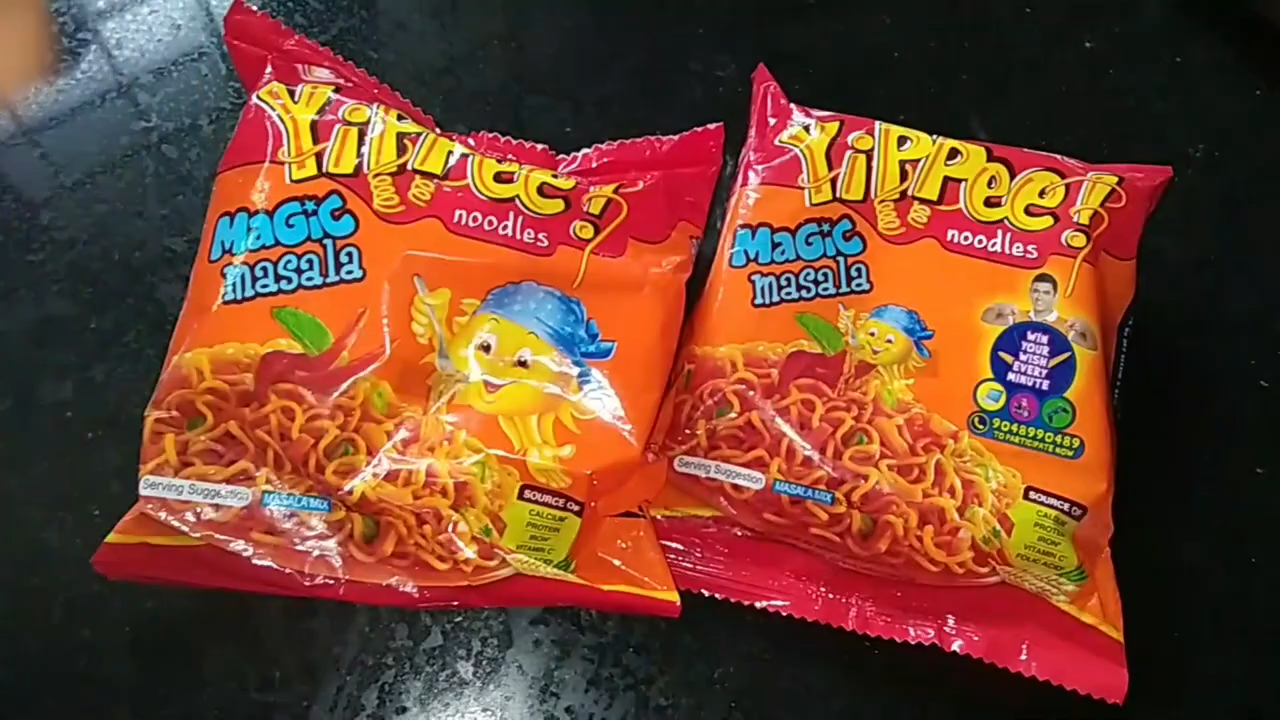 YiPPee!
noodles
MaGiC
masala
Serving Suggestion
MASALA MIX
SOURCE OF
CALCIUM
PROTEIN
IRON
VITAMIN C
FOLIC ACID
YiPPee!
noodles
MaGiC
masala
WIN
YOUR
WISH
EVERY
MINUTE
9048990489
TO PARTICIPATE NOW
Serving Suggestion
MASALA MIX
SOURCE OF
CALCIUM
PROTEIN
IRON
VITAMIN C
FOLIC ACID